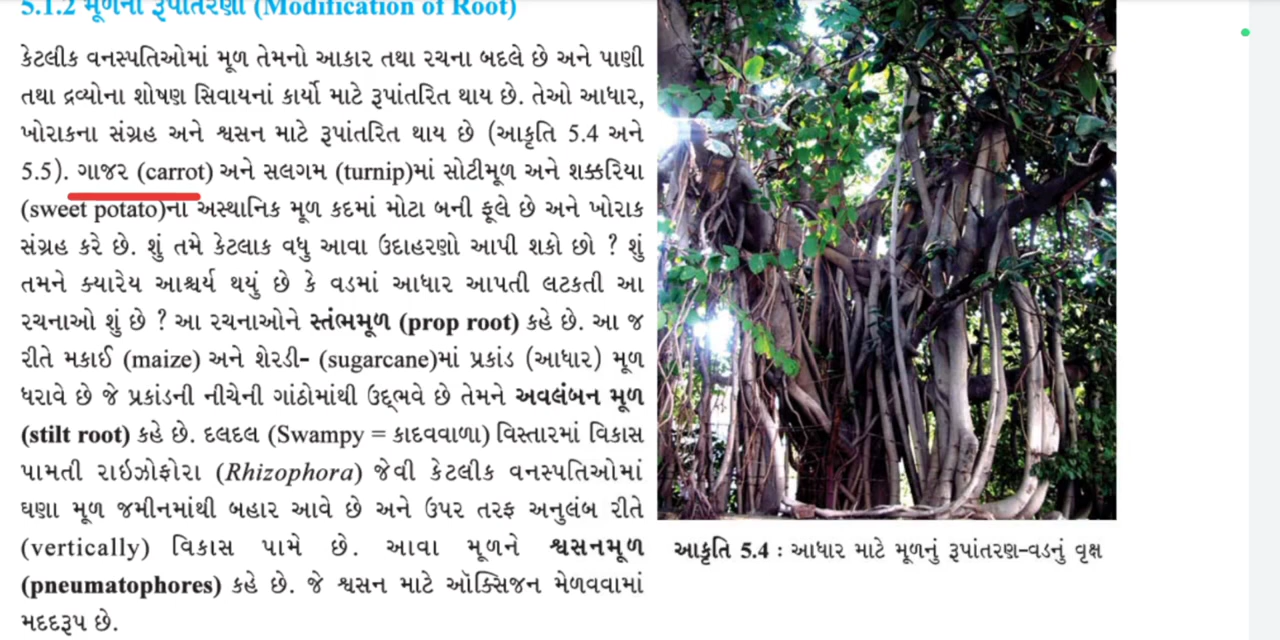 5.1.2 મૂળના રૂપાંતરણો (Modification of Root)
કેટલીક વનસ્પતિઓમાં મૂળ તેમનો આકાર તથા રચના બદલે છે અને પાણી
તથા દ્રવ્યોના શોષણ સિવાયનાં કાર્યો માટે રૂપાંતરિત થાય છે. તેઓ આધાર,
ખોરાકના સંગ્રહ અને શ્વસન માટે રૂપાંતરિત થાય છે (આકૃતિ 5.4 અને
5.5). ગાજર (carrot) અને સલગમ (turnip)માં સોટીમૂળ અને શક્કરિયા
(sweet potato)ના અસ્થાનિક મૂળ કદમાં મોટા બની ફૂલે છે અને ખોરાક
સંગ્રહ કરે છે. શું તમે કેટલાક વધુ આવા ઉદાહરણો આપી શકો છો ? શું
તમને ક્યારેય આશ્ચર્ય થયું છે કે વડમાં આધાર આપતી લટકતી આ
રચનાઓ શું છે ? આ રચનાઓને સ્તંભમૂળ (prop root) કહે છે. આ જ
રીતે મકાઈ (maize) અને શેરડી- (sugarcane)માં પ્રકાંડ (આધાર) મૂળ
ધરાવે છે જે પ્રકાંડની નીચેની ગાંઠોમાંથી ઉદ્ભવે છે તેમને અવલંબન મૂળ
(stilt root) કહે છે. દલદલ (Swampy = કાદવવાળા) વિસ્તારમાં વિકાસ
પામતી રાઇઝોફોરા (Rhizophora) જેવી કેટલીક વનસ્પતિઓમાં
ઘણા મૂળ જમીનમાંથી બહાર આવે છે અને ઉપર તરફ અનુલંબ રીતે
(vertically) વિકાસ પામે છે. આવા મૂળને શ્વસનમૂળ
(pneumatophores) કહે છે. જે શ્વસન માટે ઑક્સિજન મેળવવામાં
મદદરૂપ છે.
આકૃતિ 5.4 : આધાર માટે મૂળનું રૂપાંતરણ-વડનું વૃક્ષ